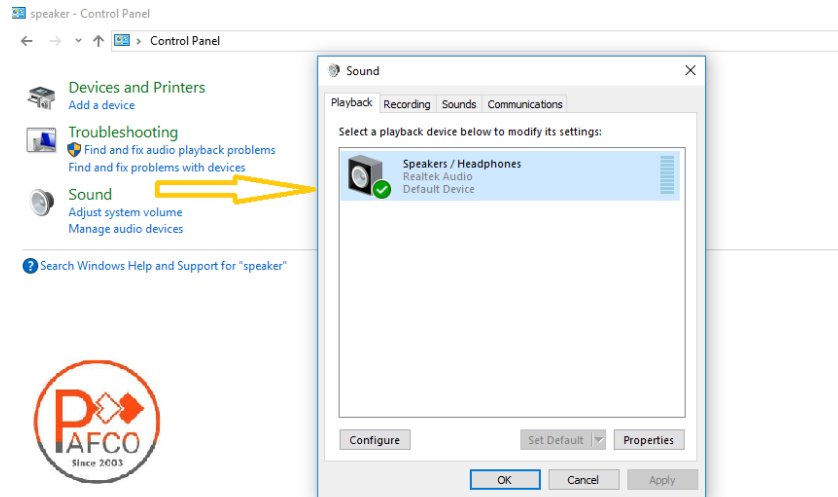 speaker - Control Panel
Control Panel
Devices and Printers
Add a device
Troubleshooting
Find and fix audio playback problems
Find and fix problems with devices
Sound
Adjust system volume
Manage audio devices
Search Windows Help and Support for "speaker"
Sound
Playback Recording Sounds Communications
Select a playback device below to modify its settings:
Speakers / Headphones
Realtek Audio
Default Device
Configure Set Default Properties
OK Cancel Apply
PAFCO
Since 2003